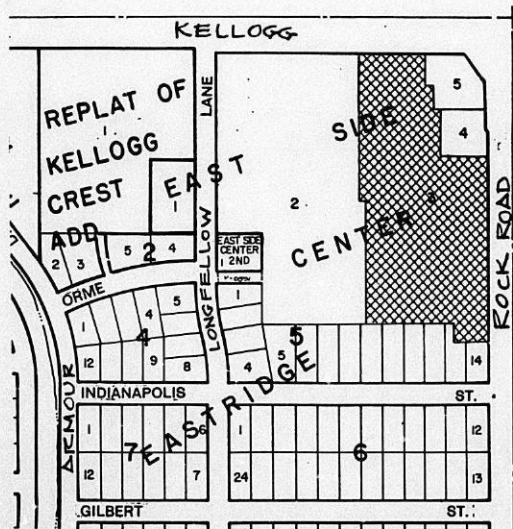 KELLOGG
REPLAT OF
1
KELLOGG
CREST
ADD
LONGFELLOW LANE
EAST SIDE CENTER
1
2
3
5
4
ROCK ROAD
2 3
5 2 4
EAST SIDE
CENTER
1 2ND
ORME
ARMOUR
1 4 5
4
12 9 8
1
4 5
5
14
INDIANAPOLIS ST.
EASTRIDGE
1 6
7
12 7
1 12
6
24 13
GILBERT ST.